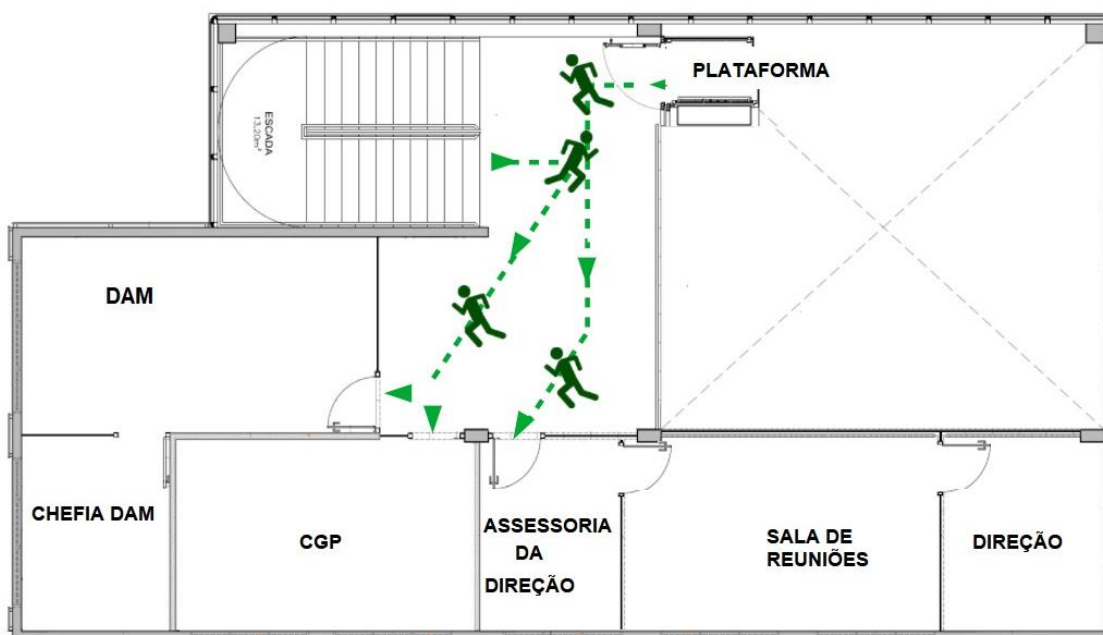 PLATAFORMA
ESCADA
13,20m²
DAM
CHEFIA DAM
CGP
ASSESSORIA
DA
DIREÇÃO
SALA DE
REUNIÕES
DIREÇÃO